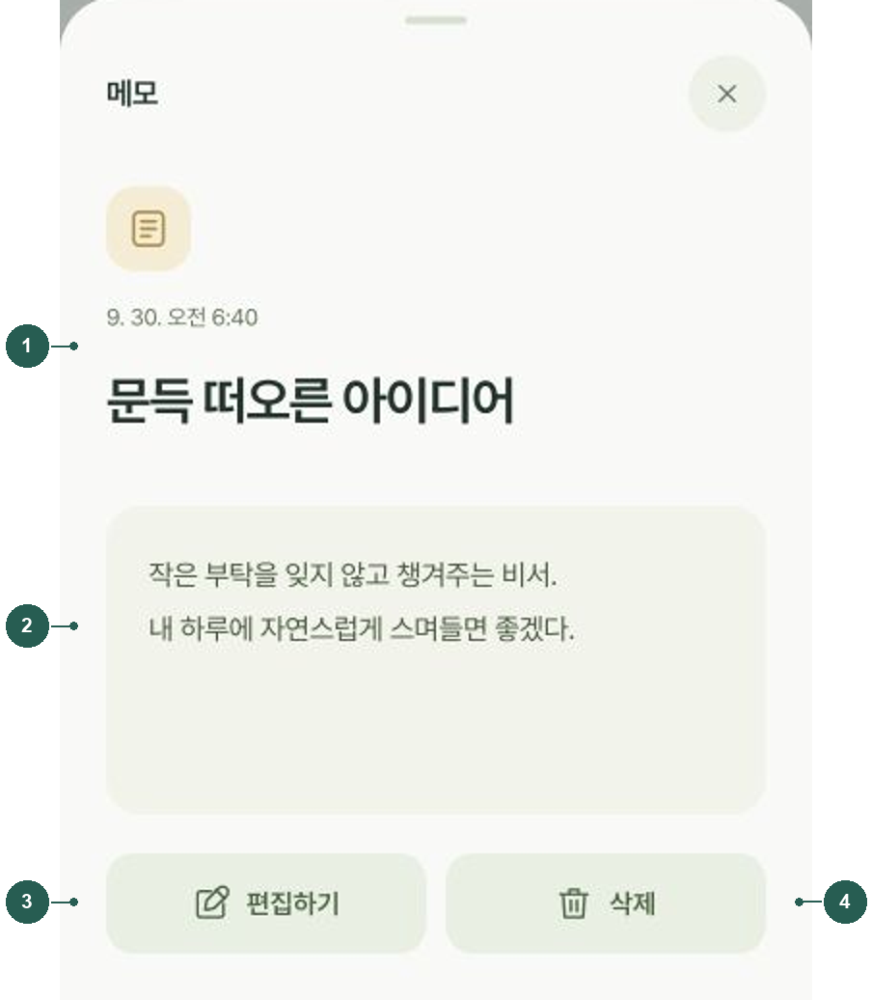 메모
9. 30. 오전 6:40
1
문득 떠오른 아이디어
작은 부탁을 잊지 않고 챙겨주는 비서.
2
내 하루에 자연스럽게 스며들면 좋겠다.
3
편집하기
삭제
4